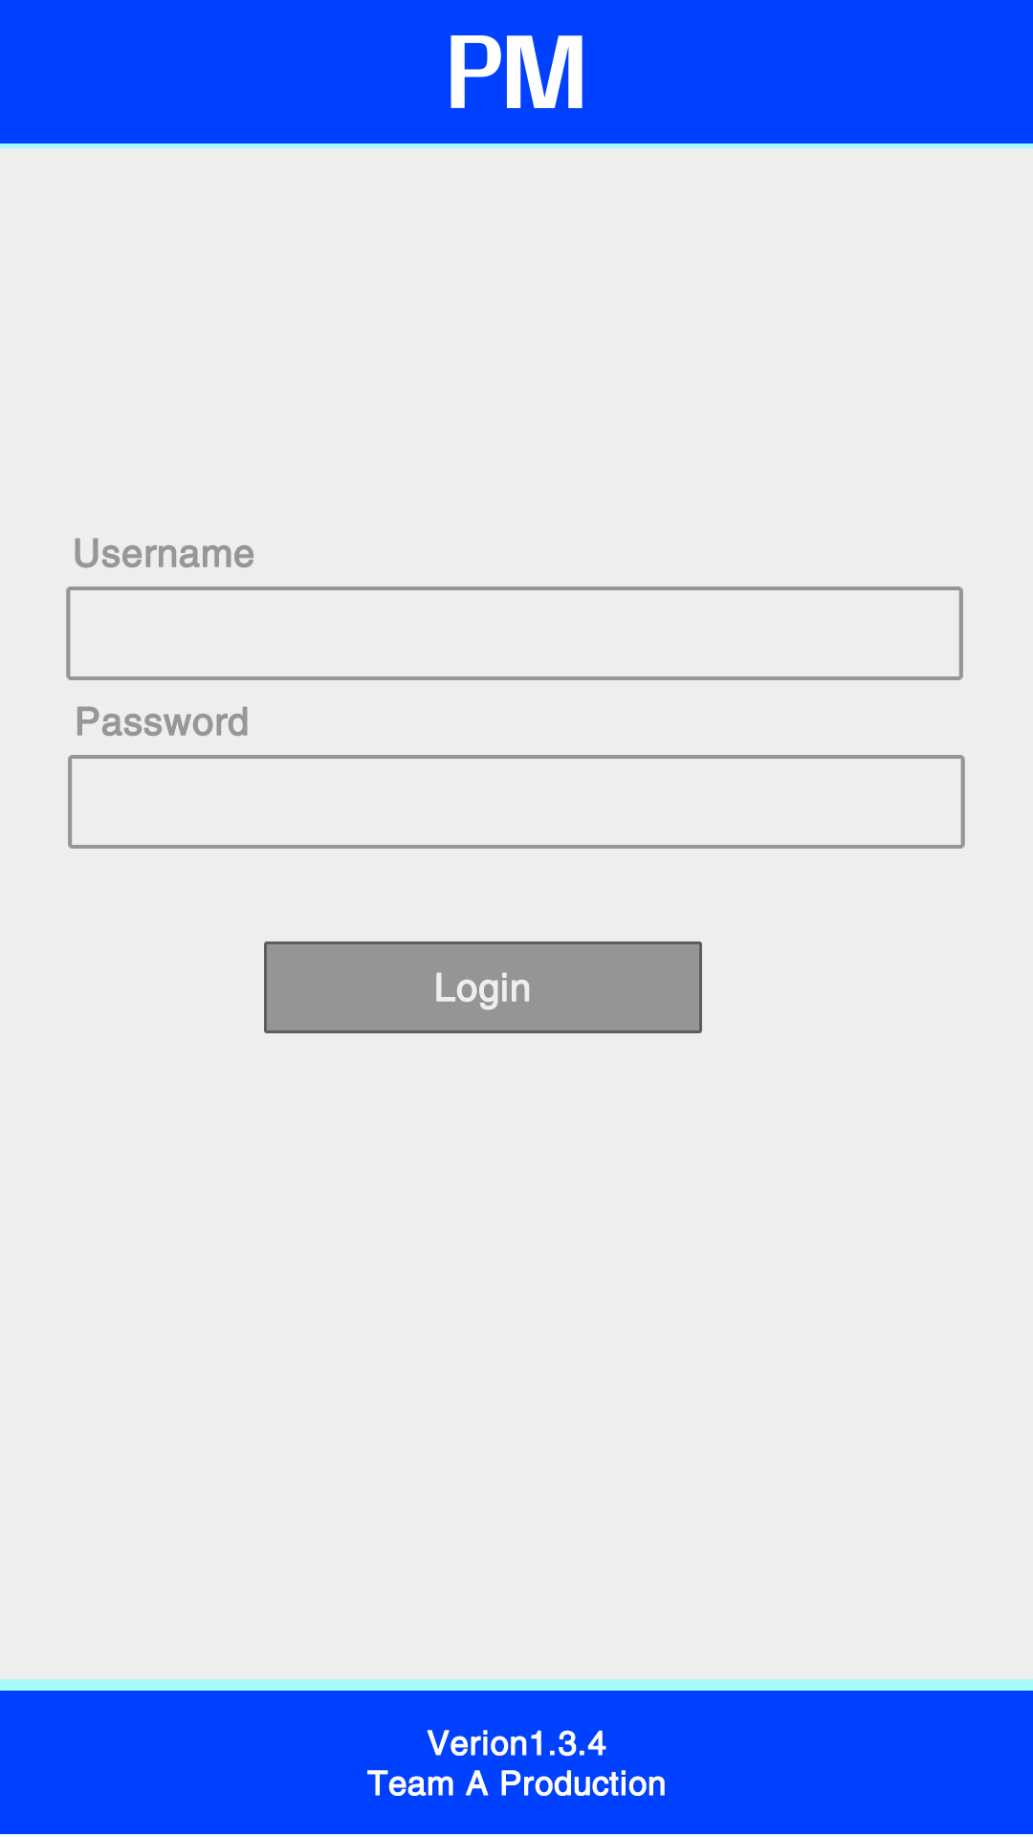 PM
Username
Password
Login
Verion1.3.4
Team A Production